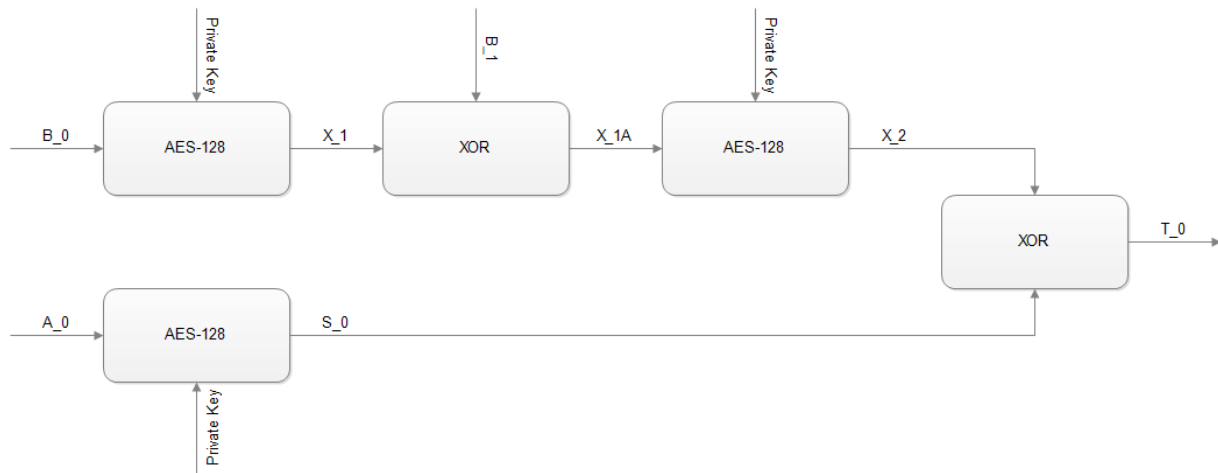 Private Key
B_1
Private Key
B_0
AES-128
X_1
XOR
X_1A
AES-128
X_2
XOR
T_0
A_0
AES-128
S_0
Private Key